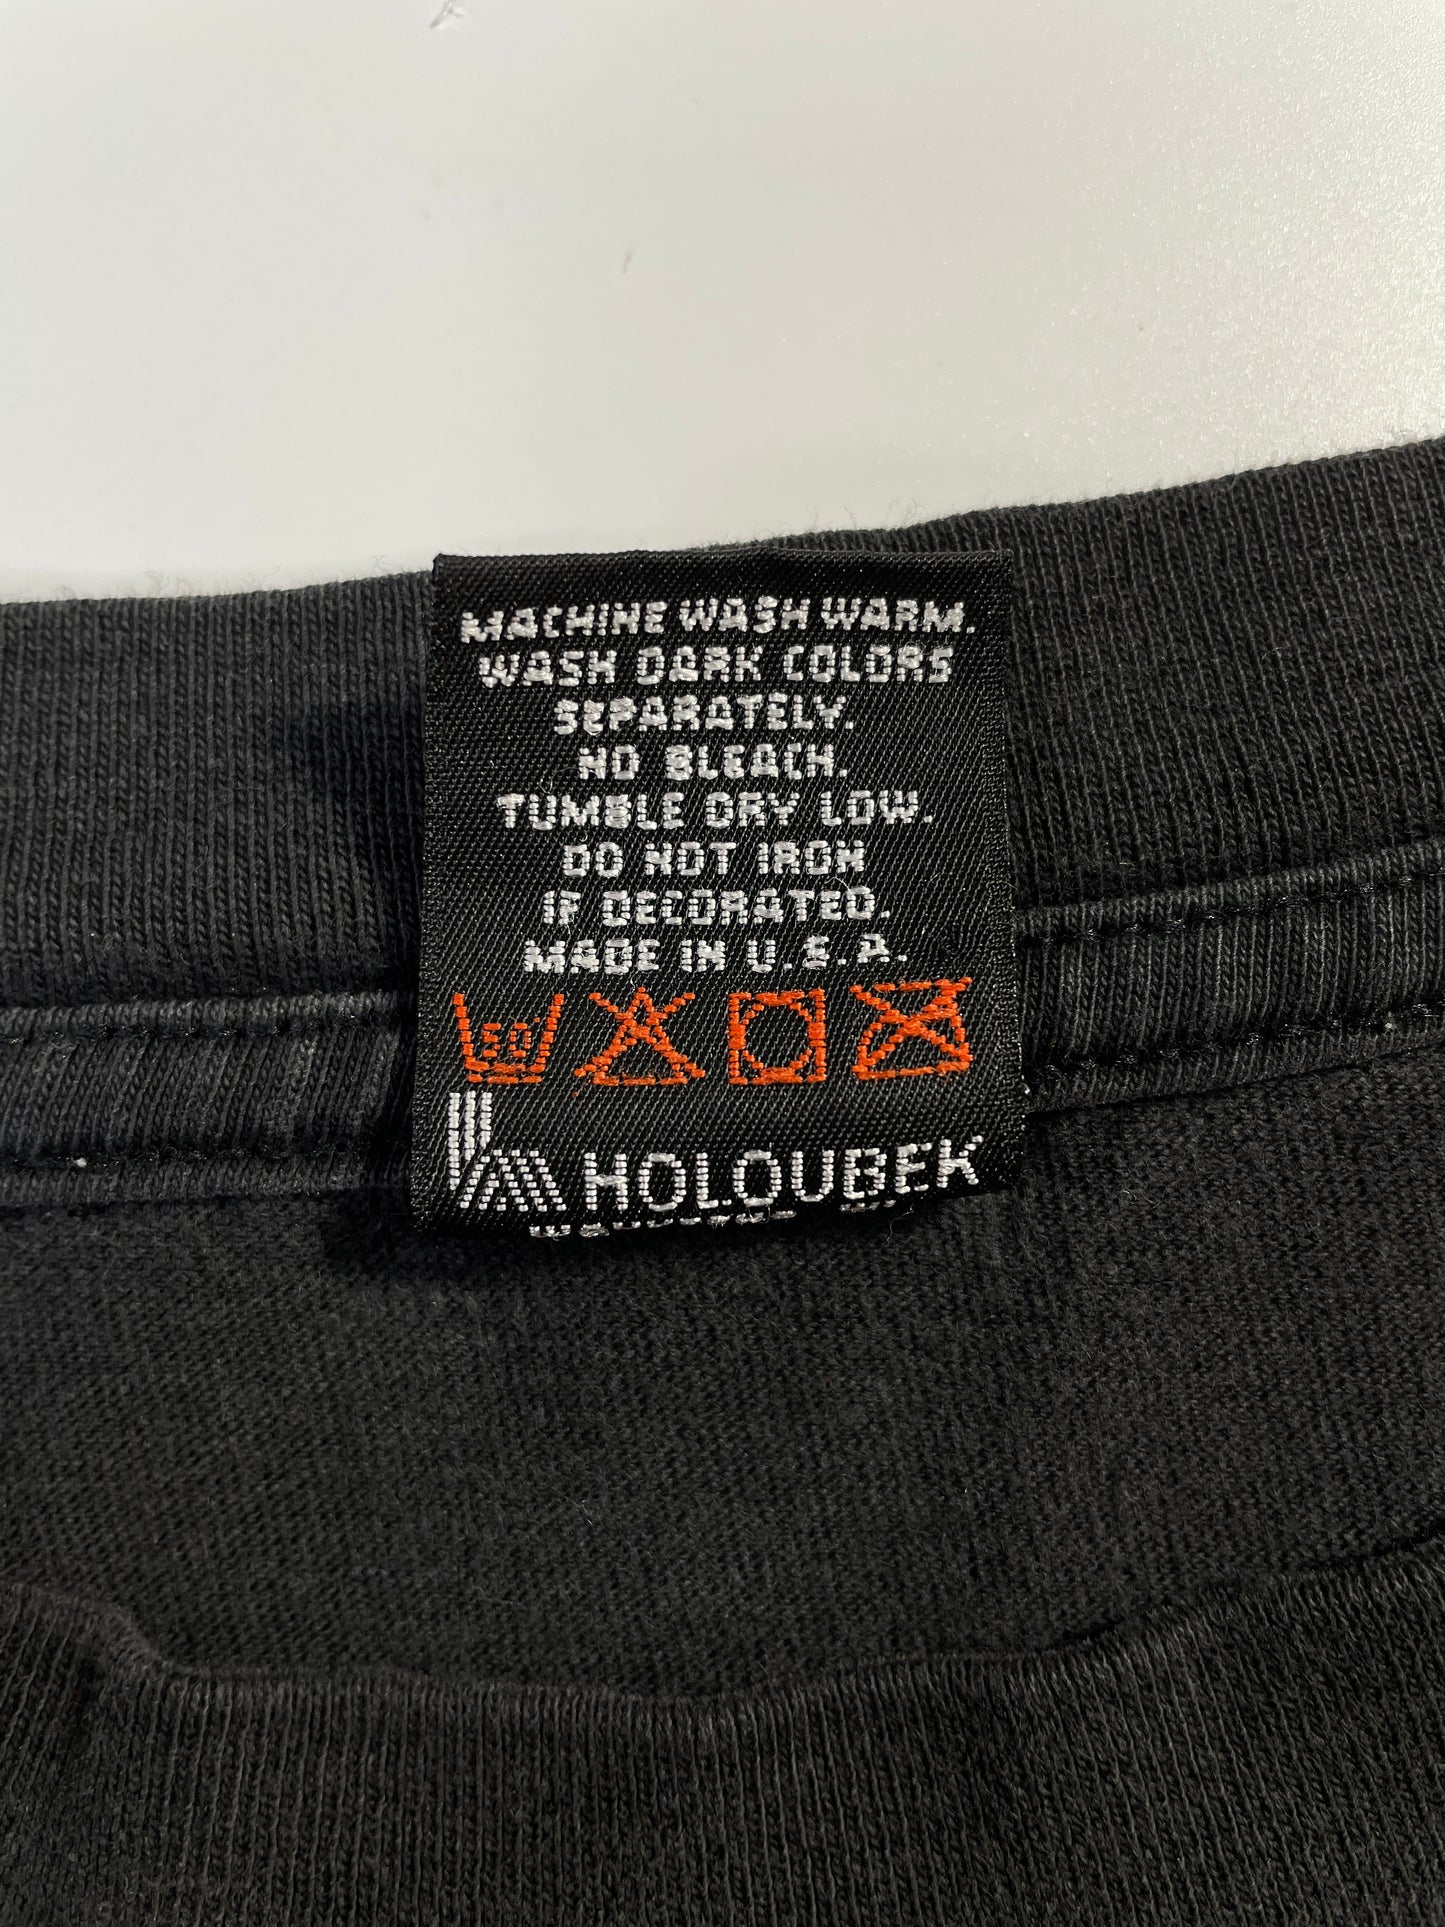 MACHINE WASH WARM.
WASH DARK COLORS
SEPARATELY.
NO BLEACH.
TUMBLE DRY LOW.
DO NOT IRON
IF DECORATED.
MADE IN U.S.A.
50°
HOLOUBEK